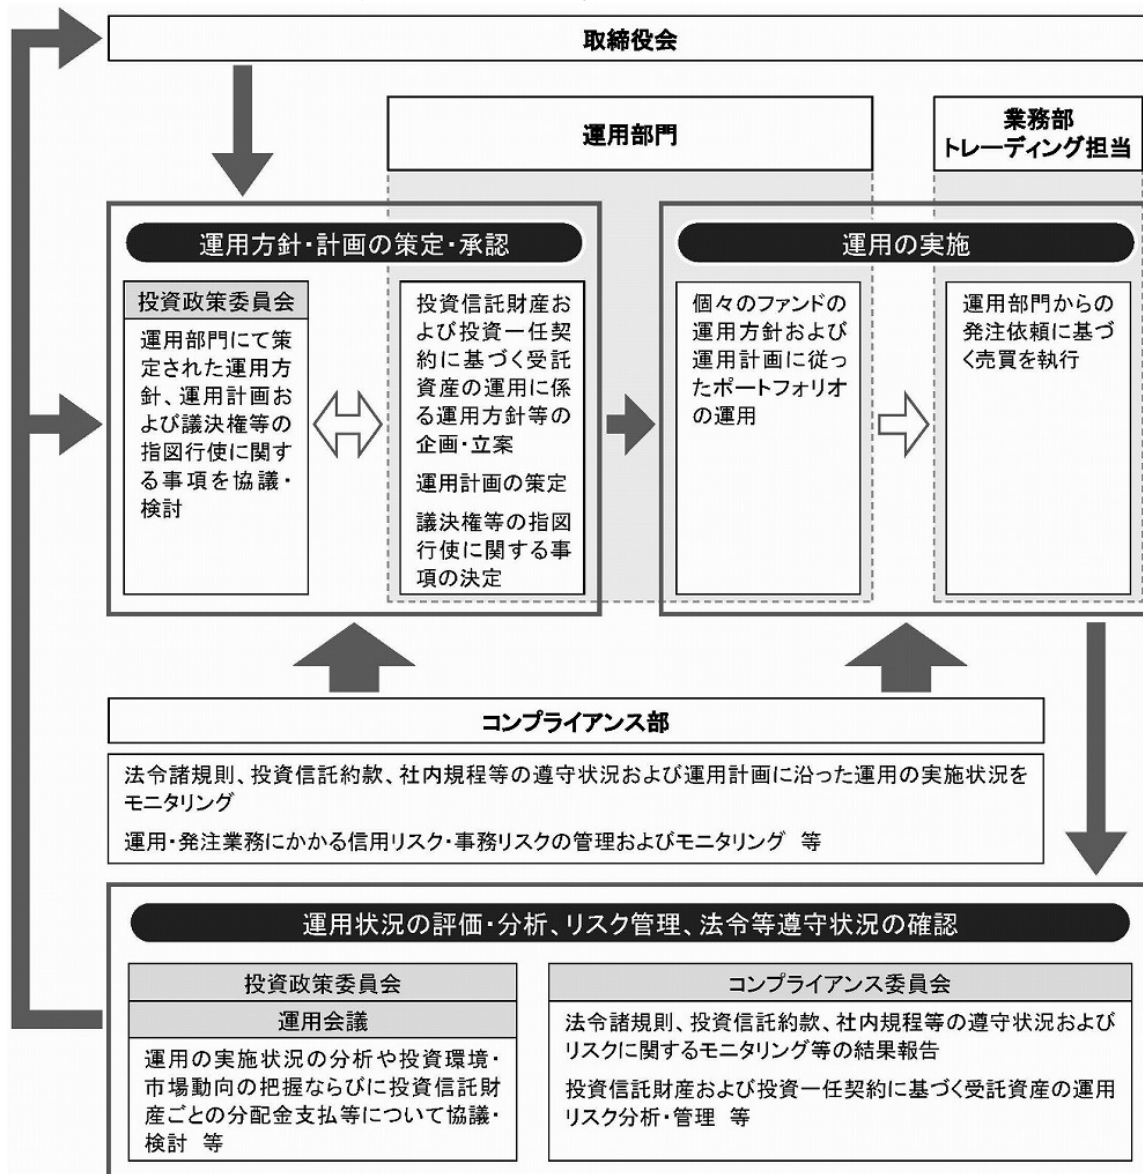 取締役会
運用部門
業務部
トレーディング担当
運用方針・計画の策定・承認
投資政策委員会
運用部門にて策
定された運用方
針、運用計画お
よび議決権等の
指図行使に関す
る事項を協議・
検討
投資信託財産お
よび投資一任契
約に基づく受託
資産の運用に係
る運用方針等の
企画・立案
運用計画の策定
議決権等の指図
行使に関する事
項の決定
運用の実施
個々のファンドの
運用方針および
運用計画に従っ
たポートフォリオ
の運用
運用部門からの
発注依頼に基づ
く売買を執行
コンプライアンス部
法令諸規則、投資信託約款、社内規程等の遵守状況および運用計画に沿った運用の実施状況を
モニタリング
運用・発注業務にかかる信用リスク・事務リスクの管理およびモニタリング 等
運用状況の評価・分析、リスク管理、法令等遵守状況の確認
投資政策委員会
運用会議
運用の実施状況の分析や投資環境・
市場動向の把握ならびに投資信託財
産ごとの分配金支払等について協議・
検討 等
コンプライアンス委員会
法令諸規則、投資信託約款、社内規程等の遵守状況および
リスクに関するモニタリング等の結果報告
投資信託財産および投資一任契約に基づく受託資産の運用
リスク分析・管理 等